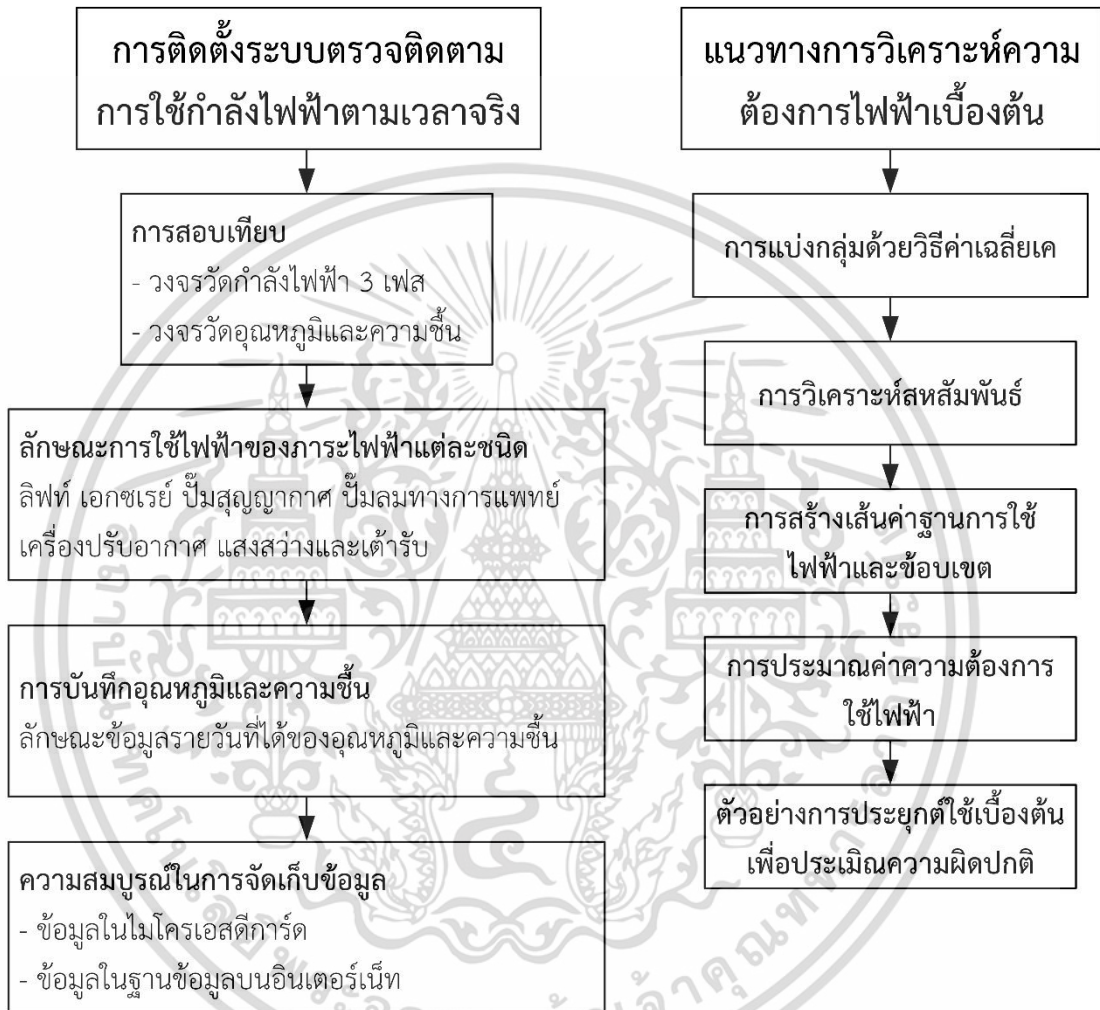 การติดตั้งระบบตรวจติดตาม
การใช้กำลังไฟฟ้าตามเวลาจริง
การสอบเทียบ
- วงจรวัดกำลังไฟฟ้า 3 เฟส
- วงจรวัดอุณหภูมิและความชื้น
ลักษณะการใช้ไฟฟ้าของภาระไฟฟ้าแต่ละชนิด
ลิฟท์ เอกซเรย์ ปั๊มสุญญากาศ ปั๊มลมทางการแพทย์
เครื่องปรับอากาศ แสงสว่างและเต้ารับ
การบันทึกอุณหภูมิและความชื้น
ลักษณะข้อมูลรายวันที่ได้ของอุณหภูมิและความชื้น
ความสมบูรณ์ในการจัดเก็บข้อมูล
- ข้อมูลในไมโครเอสดีการ์ด
- ข้อมูลในฐานข้อมูลบนอินเตอร์เน็ท
แนวทางการวิเคราะห์ความ
ต้องการไฟฟ้าเบื้องต้น
การแบ่งกลุ่มด้วยวิธีค่าเฉลี่ยเค
การวิเคราะห์สหสัมพันธ์
การสร้างเส้นค่าฐานการใช้
ไฟฟ้าและข้อบเขต
การประมาณค่าความต้องการ
ใช้ไฟฟ้า
ตัวอย่างการประยุกต์ใช้เบื้องต้น
เพื่อประเมิณความผิดปกติ